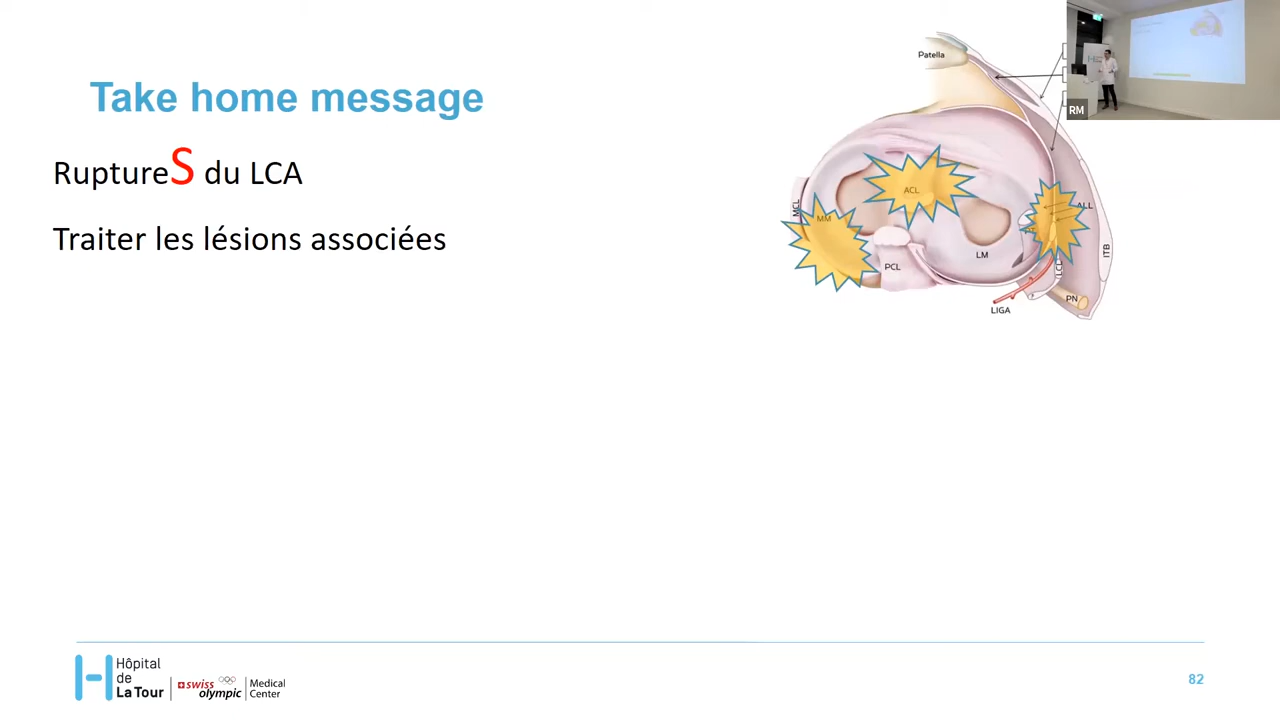 Take home message
RuptureS du LCA
Traiter les lésions associées
Patella
ACL
MCL
MM
ALL
PCL
LM
LCL
ITB
PN
LIGA
RM
Hôpital
de
La Tour
swiss
olympic
Medical
Center
82